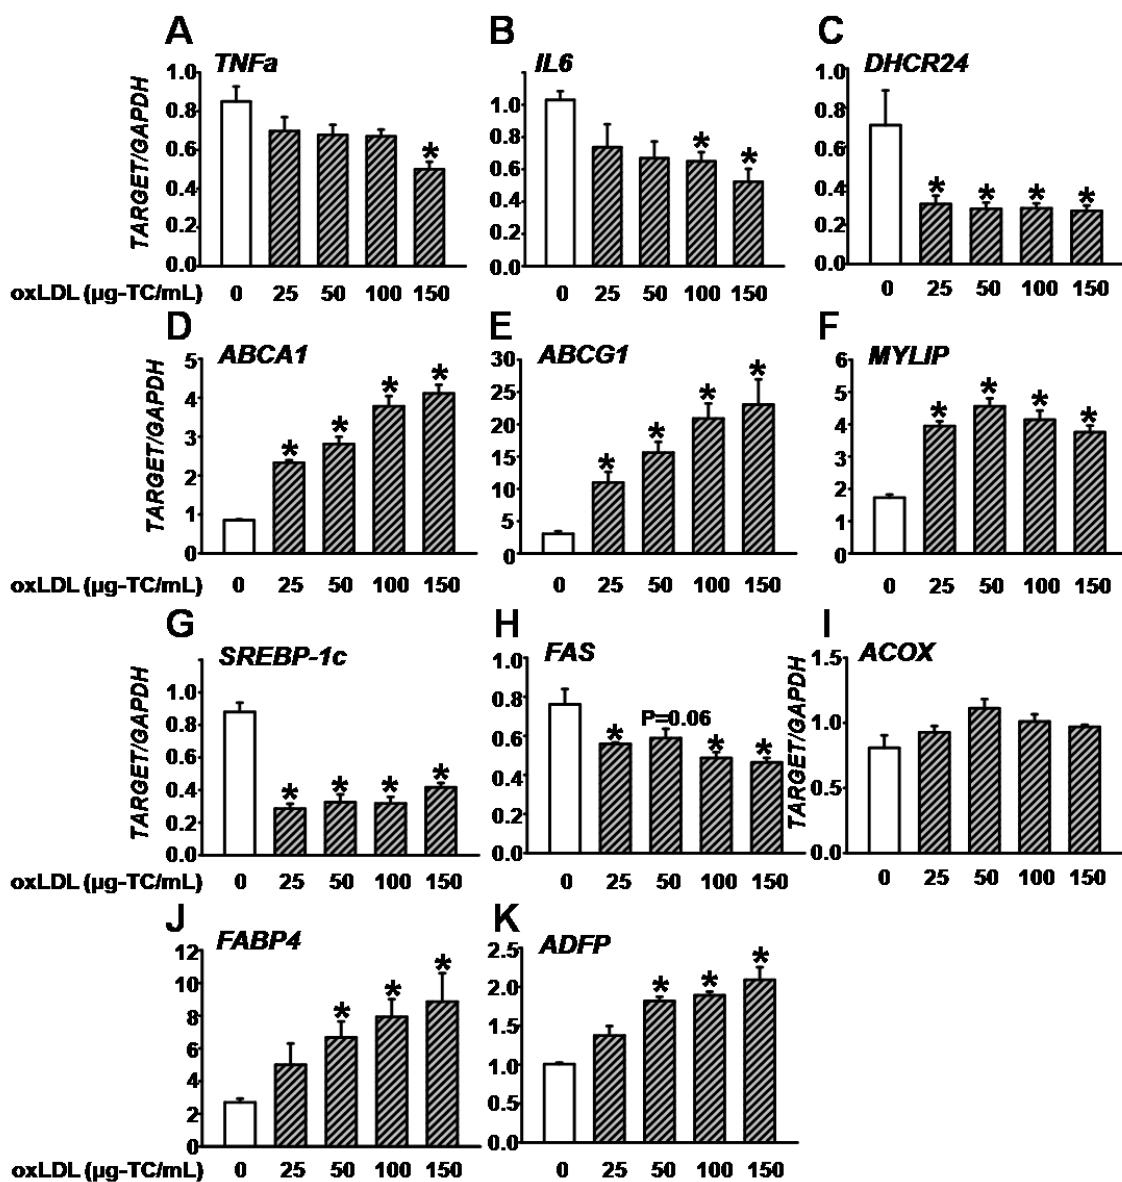 A B C
TNFa IL6 DHCR24
TARGET/GAPDH
1.0 0.8 0.6 0.4 0.2 0.0
*
1.0 0.8 0.6 0.4 0.2 0.0
* *
1.0 0.8 0.6 0.4 0.2 0.0
* * * *
oxLDL (µg-TC/mL) 0 25 50 100 150 0 25 50 100 150 0 25 50 100 150
D E F
ABCA1 ABCG1 MYLIP
TARGET/GAPDH
5 4 3 2 1 0
* * * *
30 25 20 15 10 5 0
* * * *
6 5 4 3 2 1 0
* * * *
oxLDL (µg-TC/mL) 0 25 50 100 150 0 25 50 100 150 0 25 50 100 150
G H I
SREBP-1c FAS ACOX
TARGET/GAPDH
1.0 0.8 0.6 0.4 0.2 0.0
* * * *
1.0 0.8 0.6 0.4 0.2 0.0
P=0.06
* * *
TARGET/GAPDH
1.5 1.0 0.5 0.0
oxLDL (µg-TC/mL) 0 25 50 100 150 0 25 50 100 150 0 25 50 100 150
J K
FABP4 ADFP
12 10 8 6 4 2 0
* * *
2.5 2.0 1.5 1.0 0.5 0.0
* * *
oxLDL (µg-TC/mL) 0 25 50 100 150 0 25 50 100 150